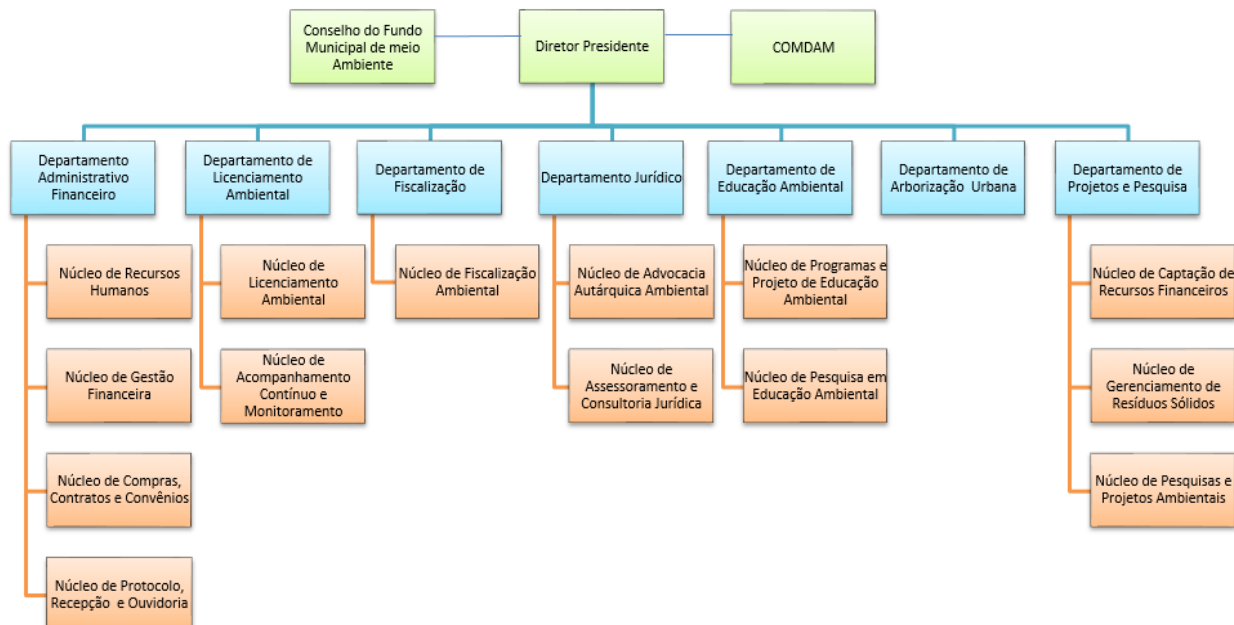 Conselho do Fundo
Municipal de meio
Ambiente
Diretor Presidente
COMDAM
Departamento
Administrativo
Financeiro
Departamento de
Licenciamento
Ambiental
Departamento de
Fiscalização
Departamento Jurídico
Departamento de
Educação Ambiental
Departamento de
Arborização Urbana
Departamento de
Projetos e Pesquisa
Núcleo de Recursos
Humanos
Núcleo de
Licenciamento
Ambiental
Núcleo de Fiscalização
Ambiental
Núcleo de Advocacia
Autárquica Ambiental
Núcleo de Programas e
Projeto de Educação
Ambiental
Núcleo de Captação de
Recursos Financeiros
Núcleo de Gestão
Financeira
Núcleo de
Acompanhamento
Contínuo e
Monitoramento
Núcleo de
Assessoramento e
Consultoria Jurídica
Núcleo de Pesquisa em
Educação Ambiental
Núcleo de
Gerenciamento de
Resíduos Sólidos
Núcleo de Compras,
Contratos e Convênios
Núcleo de Pesquisas e
Projetos Ambientais
Núcleo de Protocolo,
Recepção e Ouvidoria